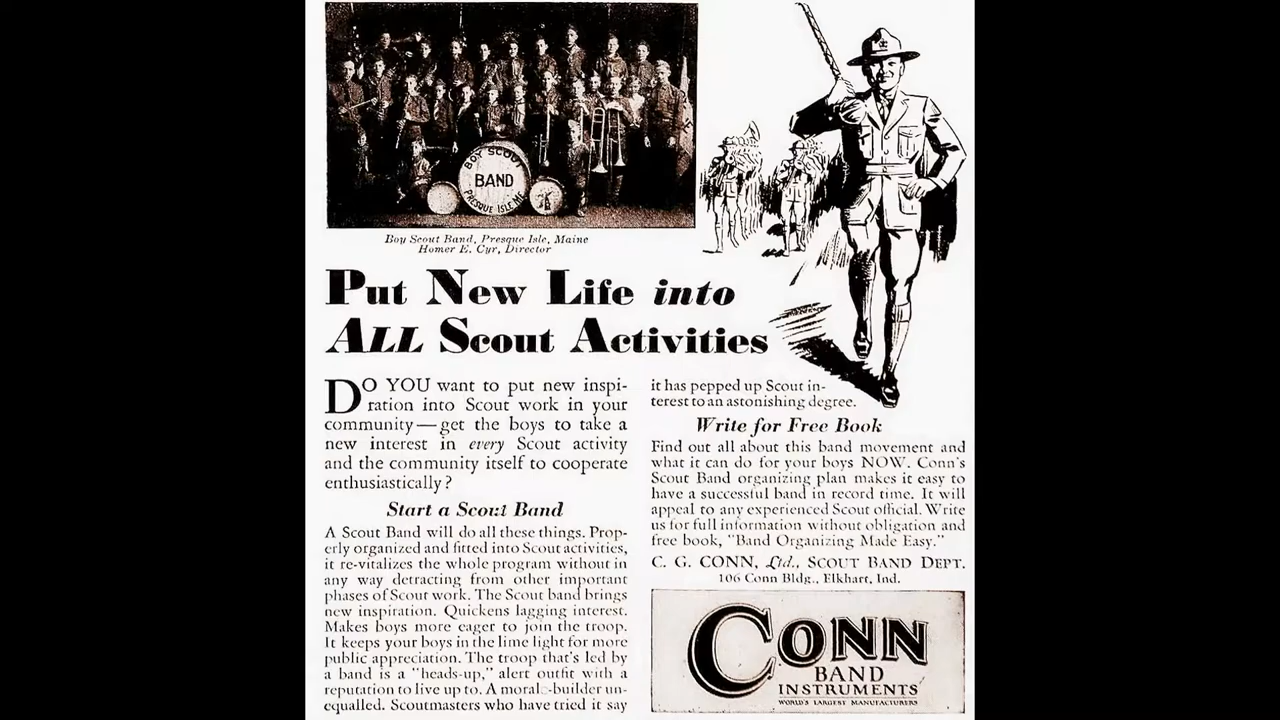 BOY SCOUT
BAND
PRESQUE ISLE, ME.
Boy Scout Band, Presque Isle, Maine
Homer E. Cyr, Director
Put New Life into
ALL Scout Activities
DO YOU want to put new inspi-
ration into Scout work in your
community—get the boys to take a
new interest in every Scout activity
and the community itself to cooperate
enthusiastically?
Start a Scout Band
A Scout Band will do all these things. Prop-
erly organized and fitted into Scout activities,
it re-vitalizes the whole program without in
any way detracting from other important
phases of Scout work. The Scout band brings
new inspiration. Quickens lagging interest.
Makes boys more eager to join the troop.
It keeps your boys in the lime light for more
public appreciation. The troop that's led by
a band is a "heads-up," alert outfit with a
reputation to live up to. A morale-builder un-
equalled. Scoutmasters who have tried it say
it has pepped up Scout in-
terest to an astonishing degree.
Write for Free Book
Find out all about this band movement and
what it can do for your boys NOW. Conn's
Scout Band organizing plan makes it easy to
have a successful band in record time. It will
appeal to any experienced Scout official. Write
us for full information without obligation and
free book, "Band Organizing Made Easy."
C. G. CONN, Ltd., SCOUT BAND DEPT.
106 Conn Bldg., Elkhart, Ind.
CONN
BAND
INSTRUMENTS
WORLD'S LARGEST MANUFACTURERS